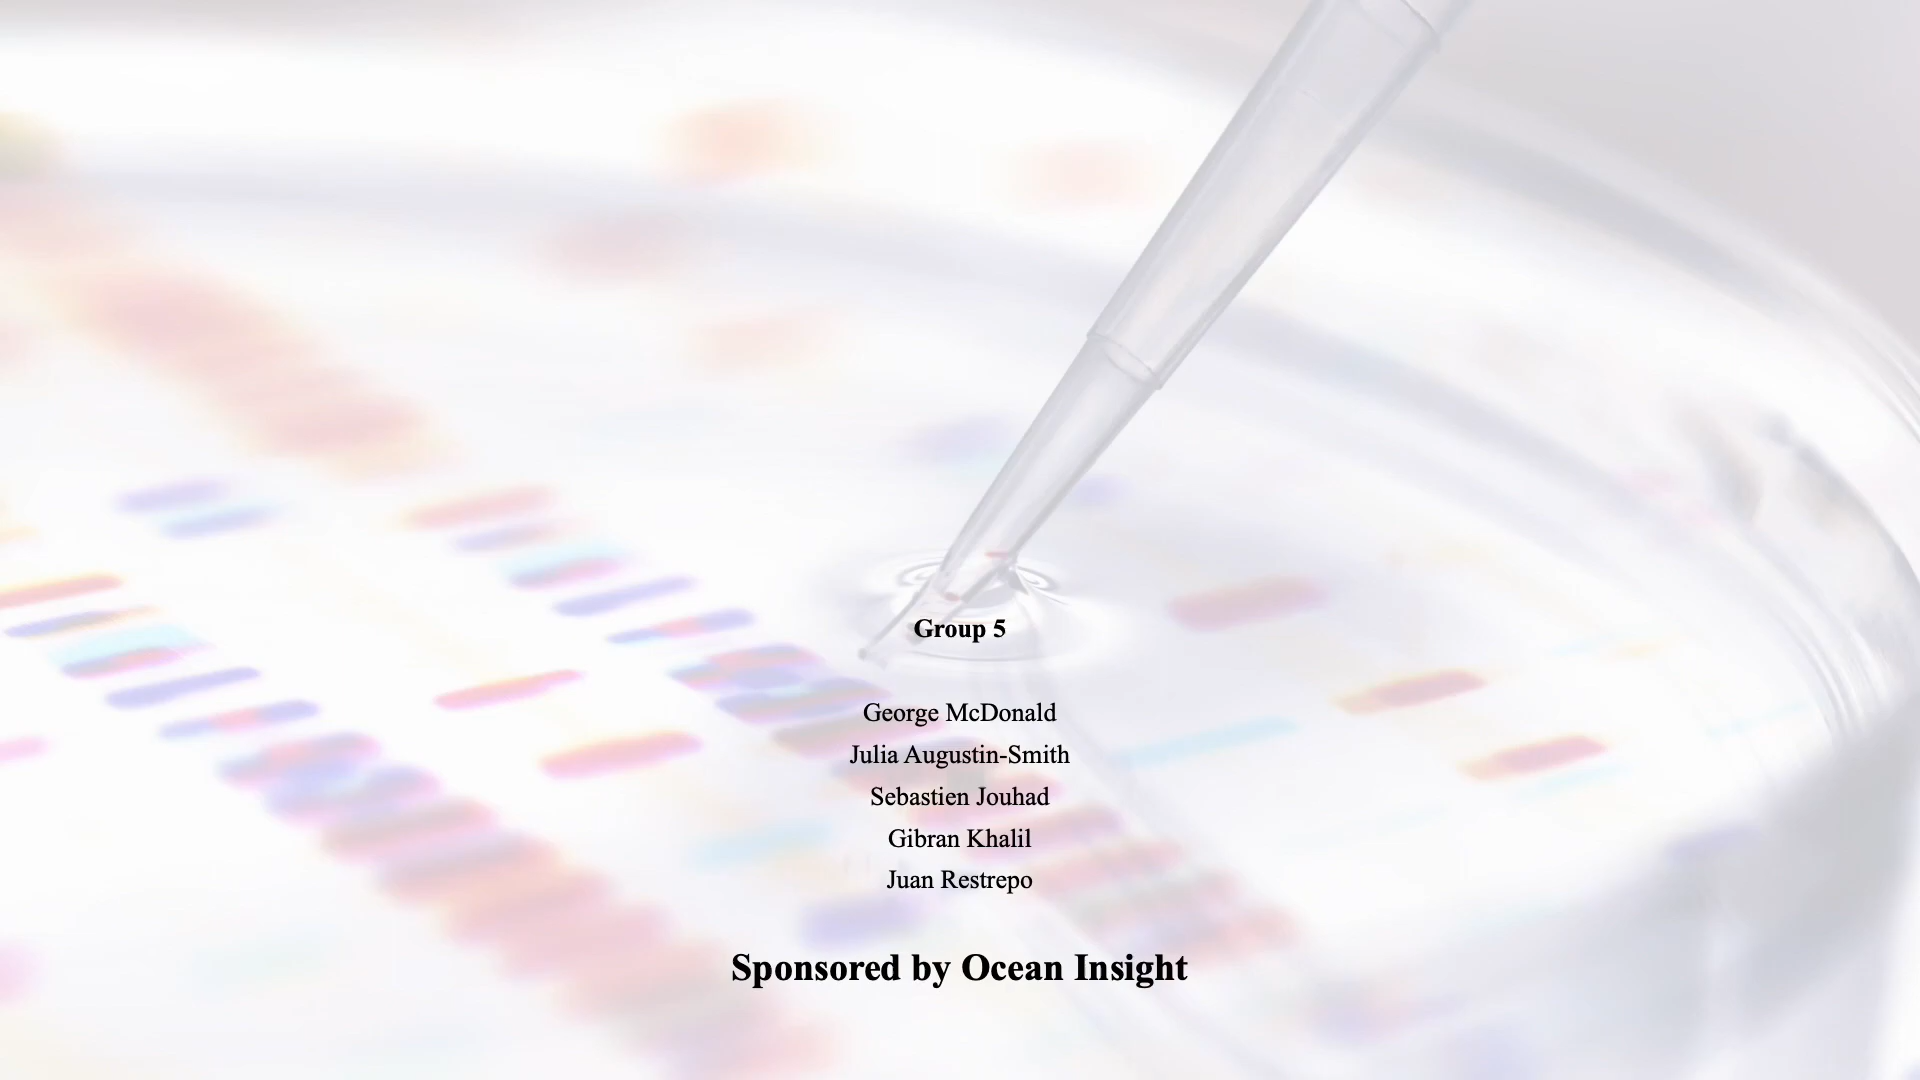 Group 5
George McDonald
Julia Augustin-Smith
Sebastien Jouhad
Gibran Khalil
Juan Restrepo
Sponsored by Ocean Insight